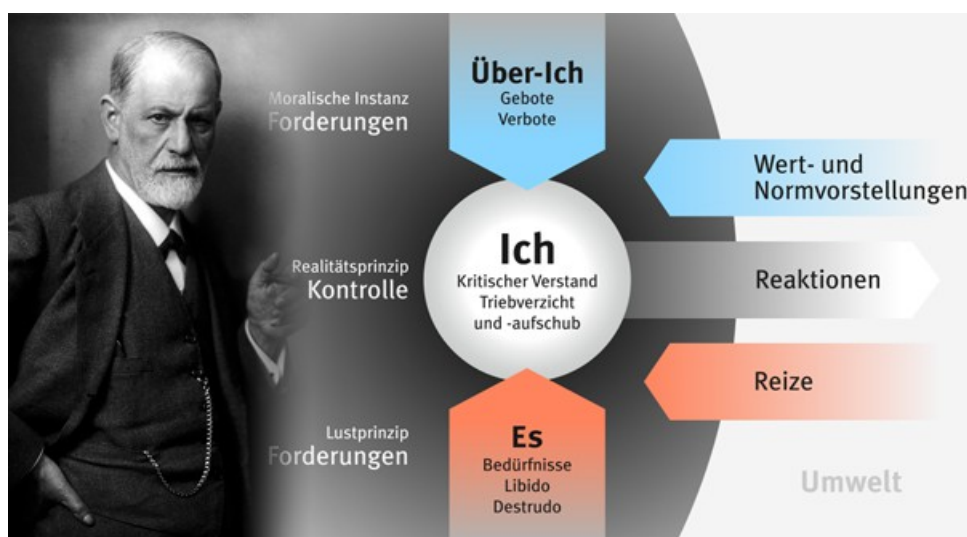 Moralische Instanz
Forderungen
Über-Ich
Gebote
Verbote
Wert- und
Normvorstellungen
Realitätsprinzip
Kontrolle
Ich
Kritischer Verstand
Triebverzicht
und -aufschub
Reaktionen
Reize
Lustprinzip
Forderungen
Es
Bedürfnisse
Libido
Destrudo
Umwelt